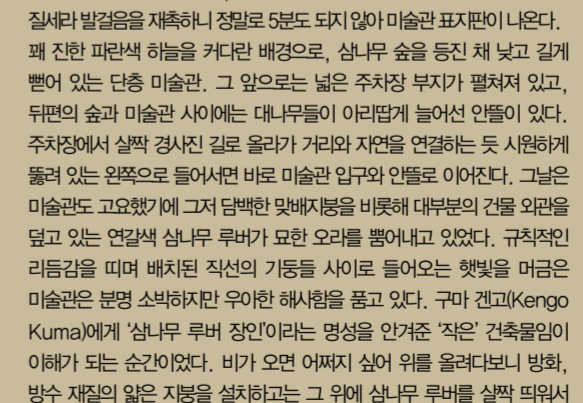 질세라 발걸음을 재촉하니 정말로 5분도 되지 않아 미술관 표지판이 나온다.
꽤 진한 파란색 하늘을 커다란 배경으로, 삼나무 숲을 등진 채 낮고 길게
뻗어 있는 단층 미술관. 그 앞으로는 넓은 주차장 부지가 펼쳐져 있고,
뒤편의 숲과 미술관 사이에는 대나무들이 아리땁게 늘어선 안뜰이 있다.
주차장에서 살짝 경사진 길로 올라가 거리와 자연을 연결하는 듯 시원하게
뚫려 있는 왼쪽으로 들어서면 바로 미술관 입구와 안뜰로 이어진다. 그날은
미술관도 고요했기에 그저 담백한 맞배지붕을 비롯해 대부분의 건물 외관을
덮고 있는 연갈색 삼나무 루버가 묘한 오라를 뿜어내고 있었다. 규칙적인
리듬감을 띠며 배치된 직선의 기둥들 사이로 들어오는 햇빛을 머금은
미술관은 분명 소박하지만 우아한 해사함을 품고 있다. 구마 겐고(Kengo
Kuma)에게 ‘삼나무 루버 장인’이라는 명성을 안겨준 ‘작은’ 건축물임이
이해가 되는 순간이었다. 비가 오면 어쩌지 싶어 위를 올려다보니 방화,
방수 재질의 얇은 지붕을 설치하고는 그 위에 삼나무 루버를 살짝 띄워서